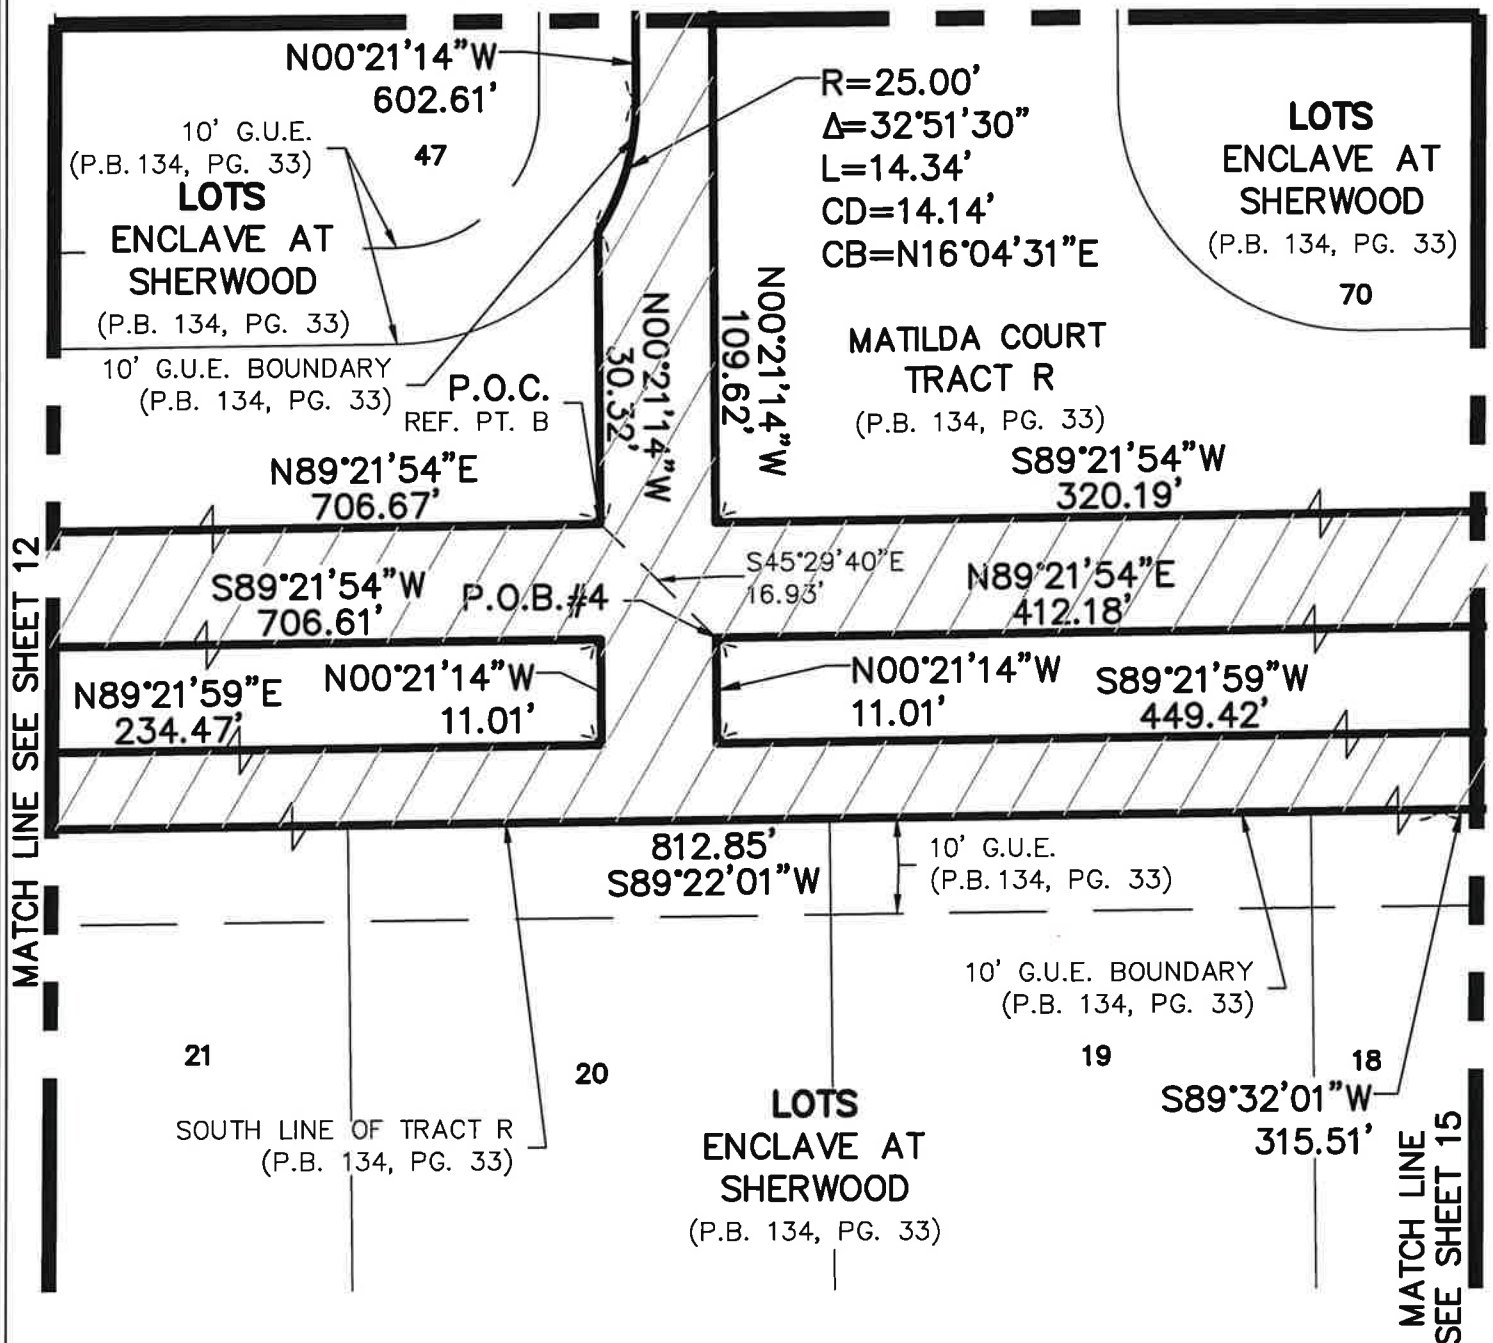 N00°21'14"W
602.61'
10' G.U.E.
(P.B. 134, PG. 33)
47
LOTS
ENCLAVE AT
SHERWOOD
(P.B. 134, PG. 33)
10' G.U.E. BOUNDARY
(P.B. 134, PG. 33)
R=25.00'
Δ=32°51'30"
L=14.34'
CD=14.14'
CB=N16°04'31"E
LOTS
ENCLAVE AT
SHERWOOD
(P.B. 134, PG. 33)
70
P.O.C.
REF. PT. B
N00°21'14"W
30.32'
N00°21'14"W
109.62'
MATILDA COURT
TRACT R
(P.B. 134, PG. 33)
N89°21'54"E
706.67'
S89°21'54"W
320.19'
S89°21'54"W
706.61'
P.O.B.#4
S45°29'40"E
16.93'
N89°21'54"E
412.18'
N89°21'59"E
234.47'
N00°21'14"W
11.01'
N00°21'14"W
11.01'
S89°21'59"W
449.42'
MATCH LINE SEE SHEET 12
812.85'
S89°22'01"W
10' G.U.E.
(P.B. 134, PG. 33)
10' G.U.E. BOUNDARY
(P.B. 134, PG. 33)
21
20
19
18
SOUTH LINE OF TRACT R
(P.B. 134, PG. 33)
LOTS
ENCLAVE AT
SHERWOOD
(P.B. 134, PG. 33)
S89°32'01"W
315.51'
MATCH LINE
SEE SHEET 15